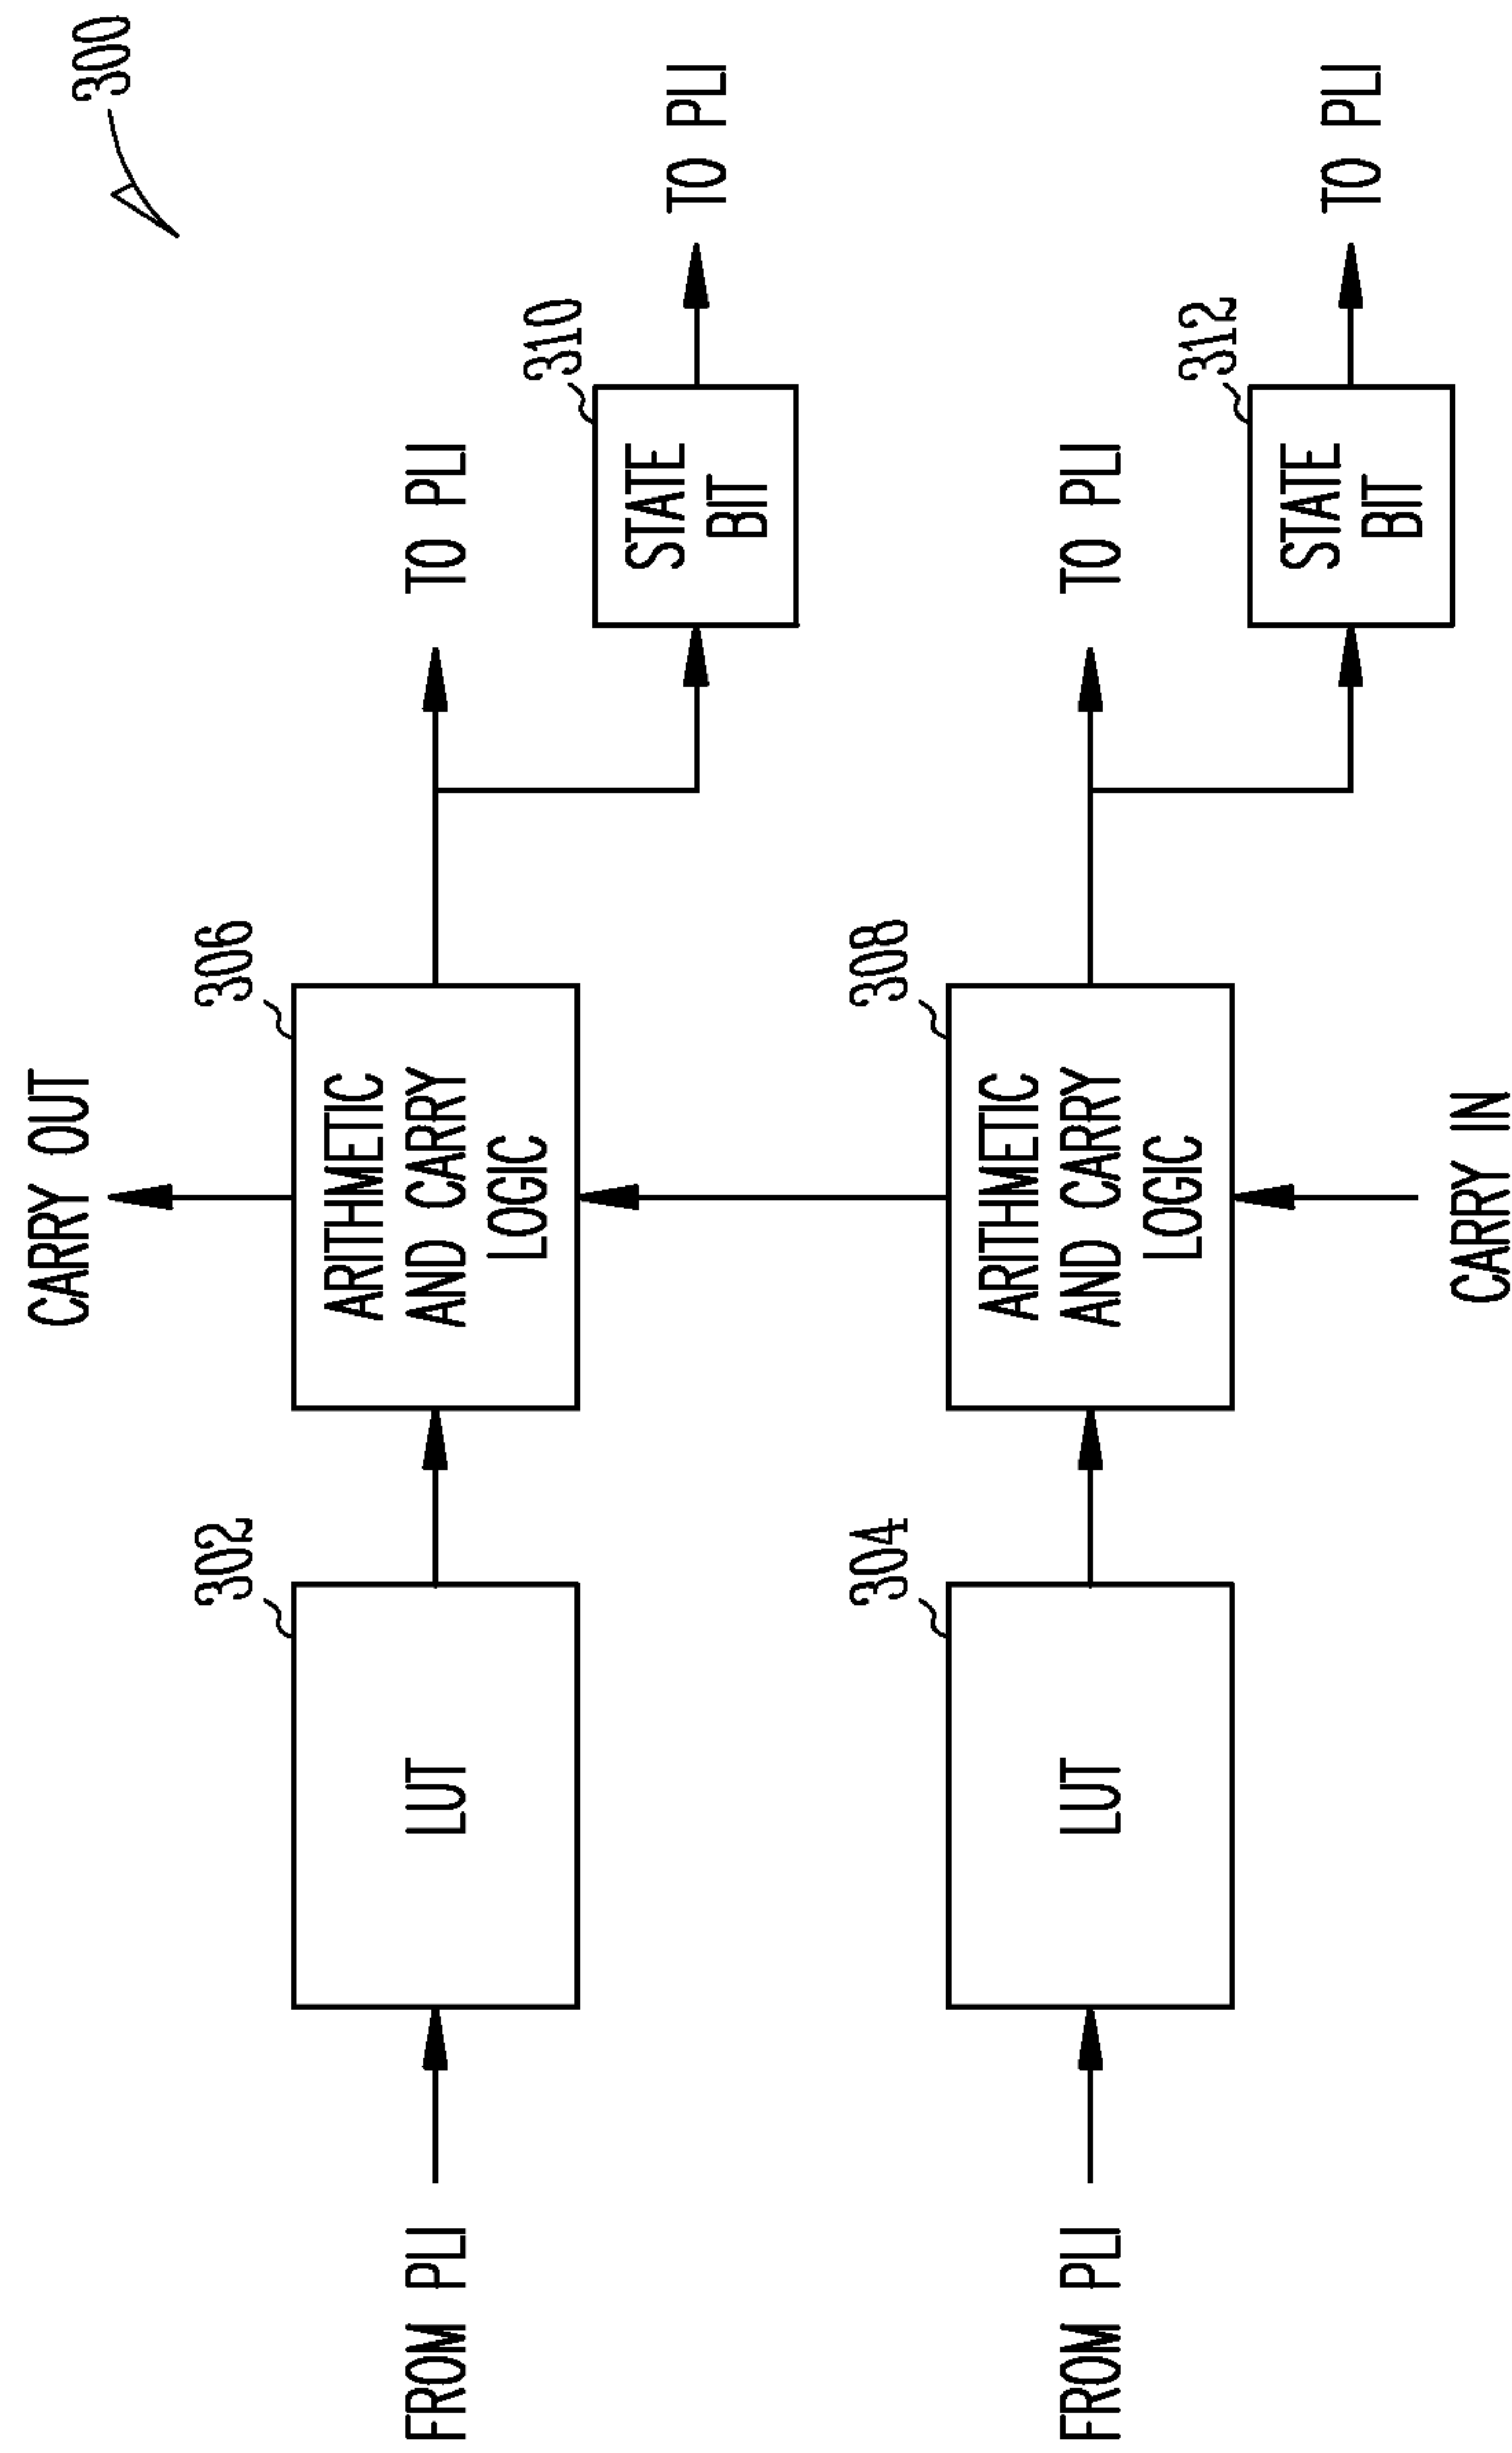 CARRY OUT
300
302
306
FROM PLI
LUT
ARITHMETIC
AND CARRY
LOGIC
TO PLI
310
STATE
BIT
TO PLI
304
308
FROM PLI
LUT
ARITHMETIC
AND CARRY
LOGIC
TO PLI
312
STATE
BIT
TO PLI
CARRY IN